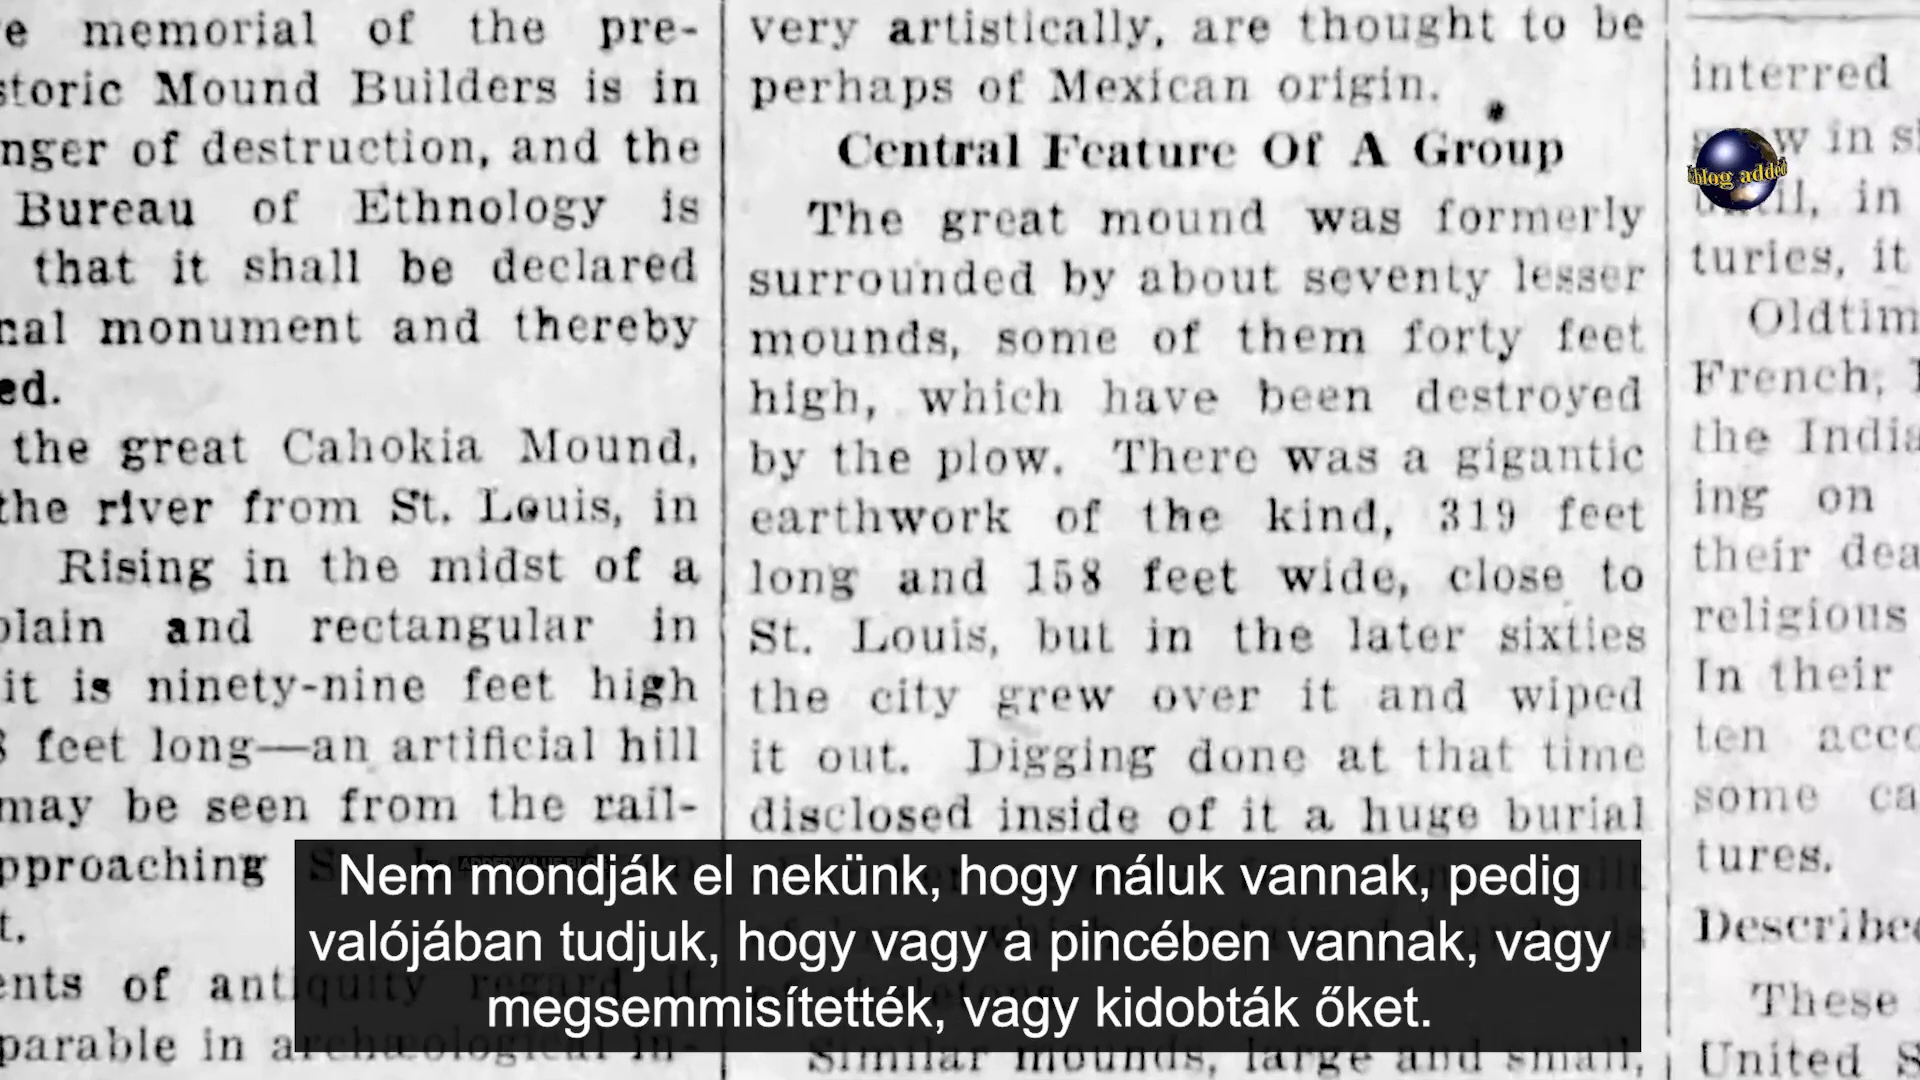 e memorial of the pre-
storic Mound Builders is in
nger of destruction, and the
Bureau of Ethnology is
that it shall be declared
nal monument and thereby
ed.
the great Cahokia Mound,
the river from St. Louis, in
Rising in the midst of a
plain and rectangular in
it is ninety-nine feet high
8 feet long—an artificial hill
may be seen from the rail-
pproaching
t.
ents of antiquity regard it
parable in archæological in-
very artistically, are thought to be
perhaps of Mexican origin.
Central Feature Of A Group
The great mound was formerly
surrounded by about seventy lesser
mounds, some of them forty feet
high, which have been destroyed
by the plow. There was a gigantic
earthwork of the kind, 319 feet
long and 158 feet wide, close to
St. Louis, but in the later sixties
the city grew over it and wiped
it out. Digging done at that time
disclosed inside of it a huge burial
Similar mounds, large and small,
interred
in s
in
turies, it
Oldtim
French,
the India
ing on
their dea
religious
In their
ten acco
some ca
tures.
Described
These
United S
blog added
Nem mondják el nekünk, hogy náluk vannak, pedig
valójában tudjuk, hogy vagy a pincében vannak, vagy
megsemmisítették, vagy kidobták őket.